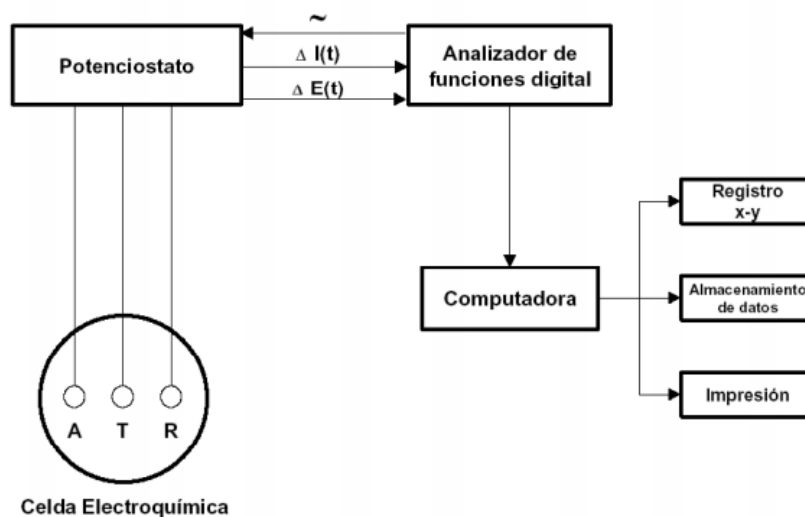 ~
Potenciostato
Δ I(t)
Δ E(t)
Analizador de
funciones digital
Registro
x-y
Computadora
Almacenamiento
de datos
Impresión
A T R
Celda Electroquímica